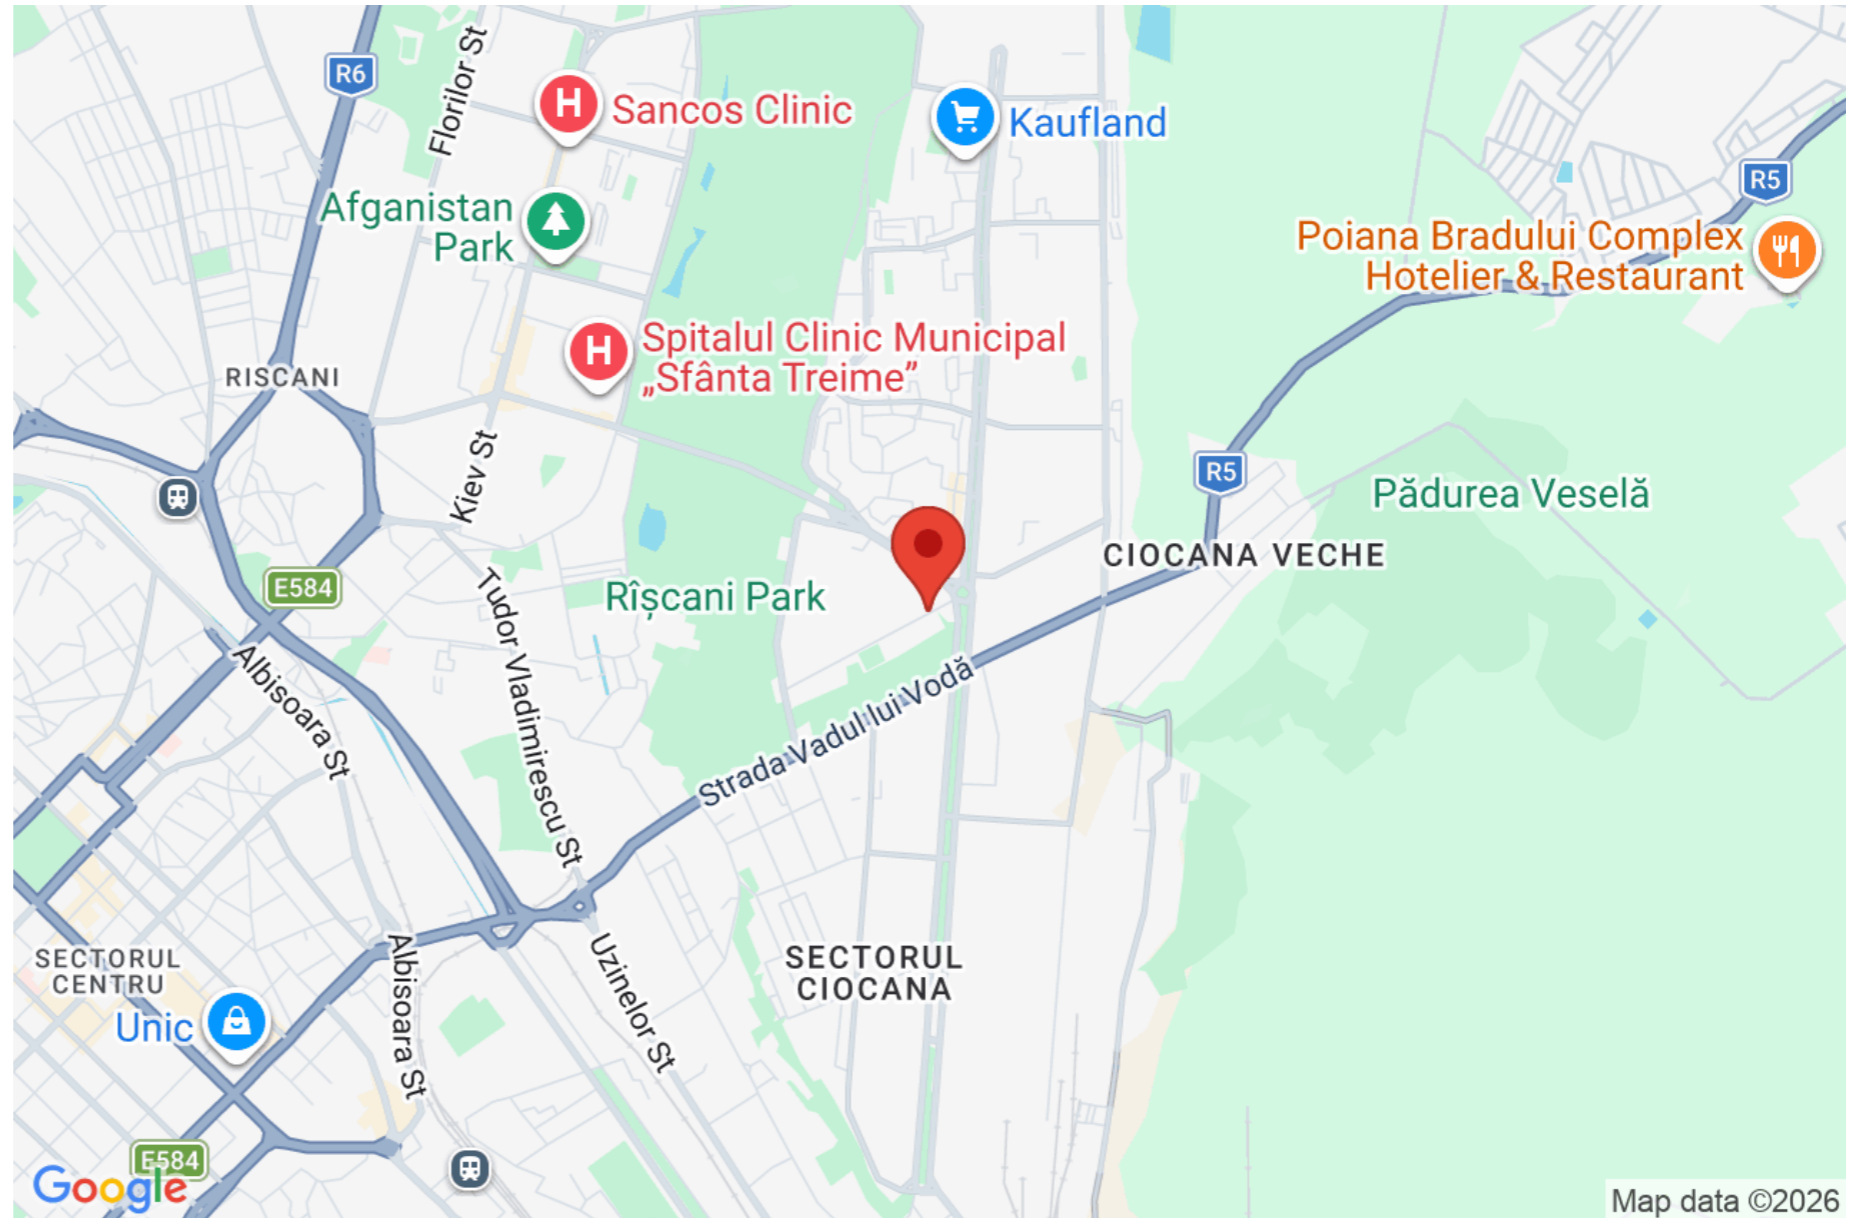 R6
Florilor St
Sancos Clinic
Kaufland
R5
Afganistan
Park
Poiana Bradului Complex
Hotelier & Restaurant
Spitalul Clinic Municipal
„Sfânta Treime”
RISCANI
Kiev St
R5
Pădurea Veselă
CIOCANA VECHE
E584
Rîșcani Park
Tudor Vladimirescu St
Albisoara St
Strada Vadul lui Vodă
SECTORUL
CENTRU
Albisoara St
Uzinelor St
SECTORUL
CIOCANA
Unic
E584
Google
Map data ©2026